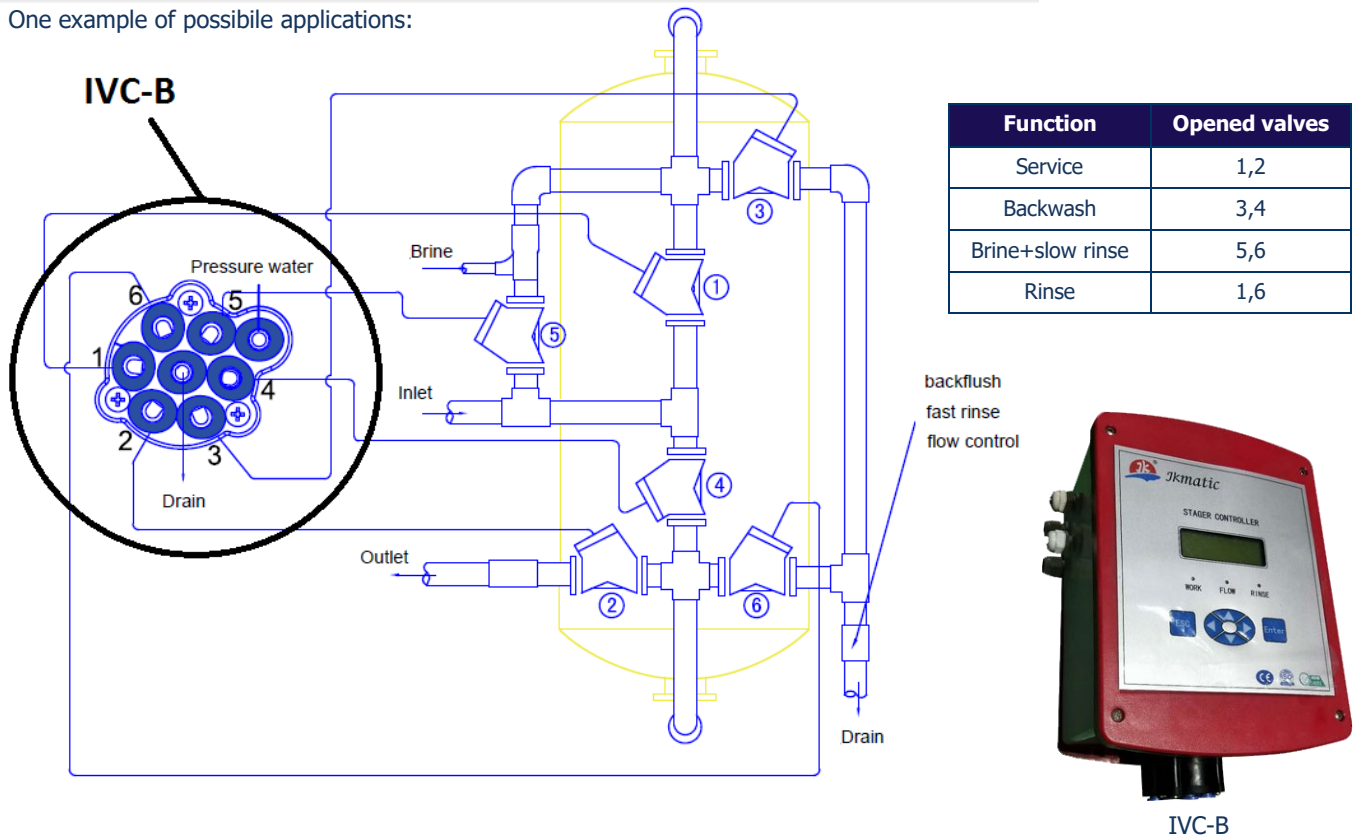 One example of possibile applications:
IVC-B
Pressure water
6
5
1
4
2
3
Drain
Brine
Inlet
Outlet
③
①
⑤
④
②
⑥
backflush
fast rinse
flow control
Drain
Function Opened valves
Service 1,2
Backwash 3,4
Brine+slow rinse 5,6
Rinse 1,6
Jkmatic
STAGER CONTROLLER
WORK FLOW RINSE
ESC
Enter
CE
IVC-B